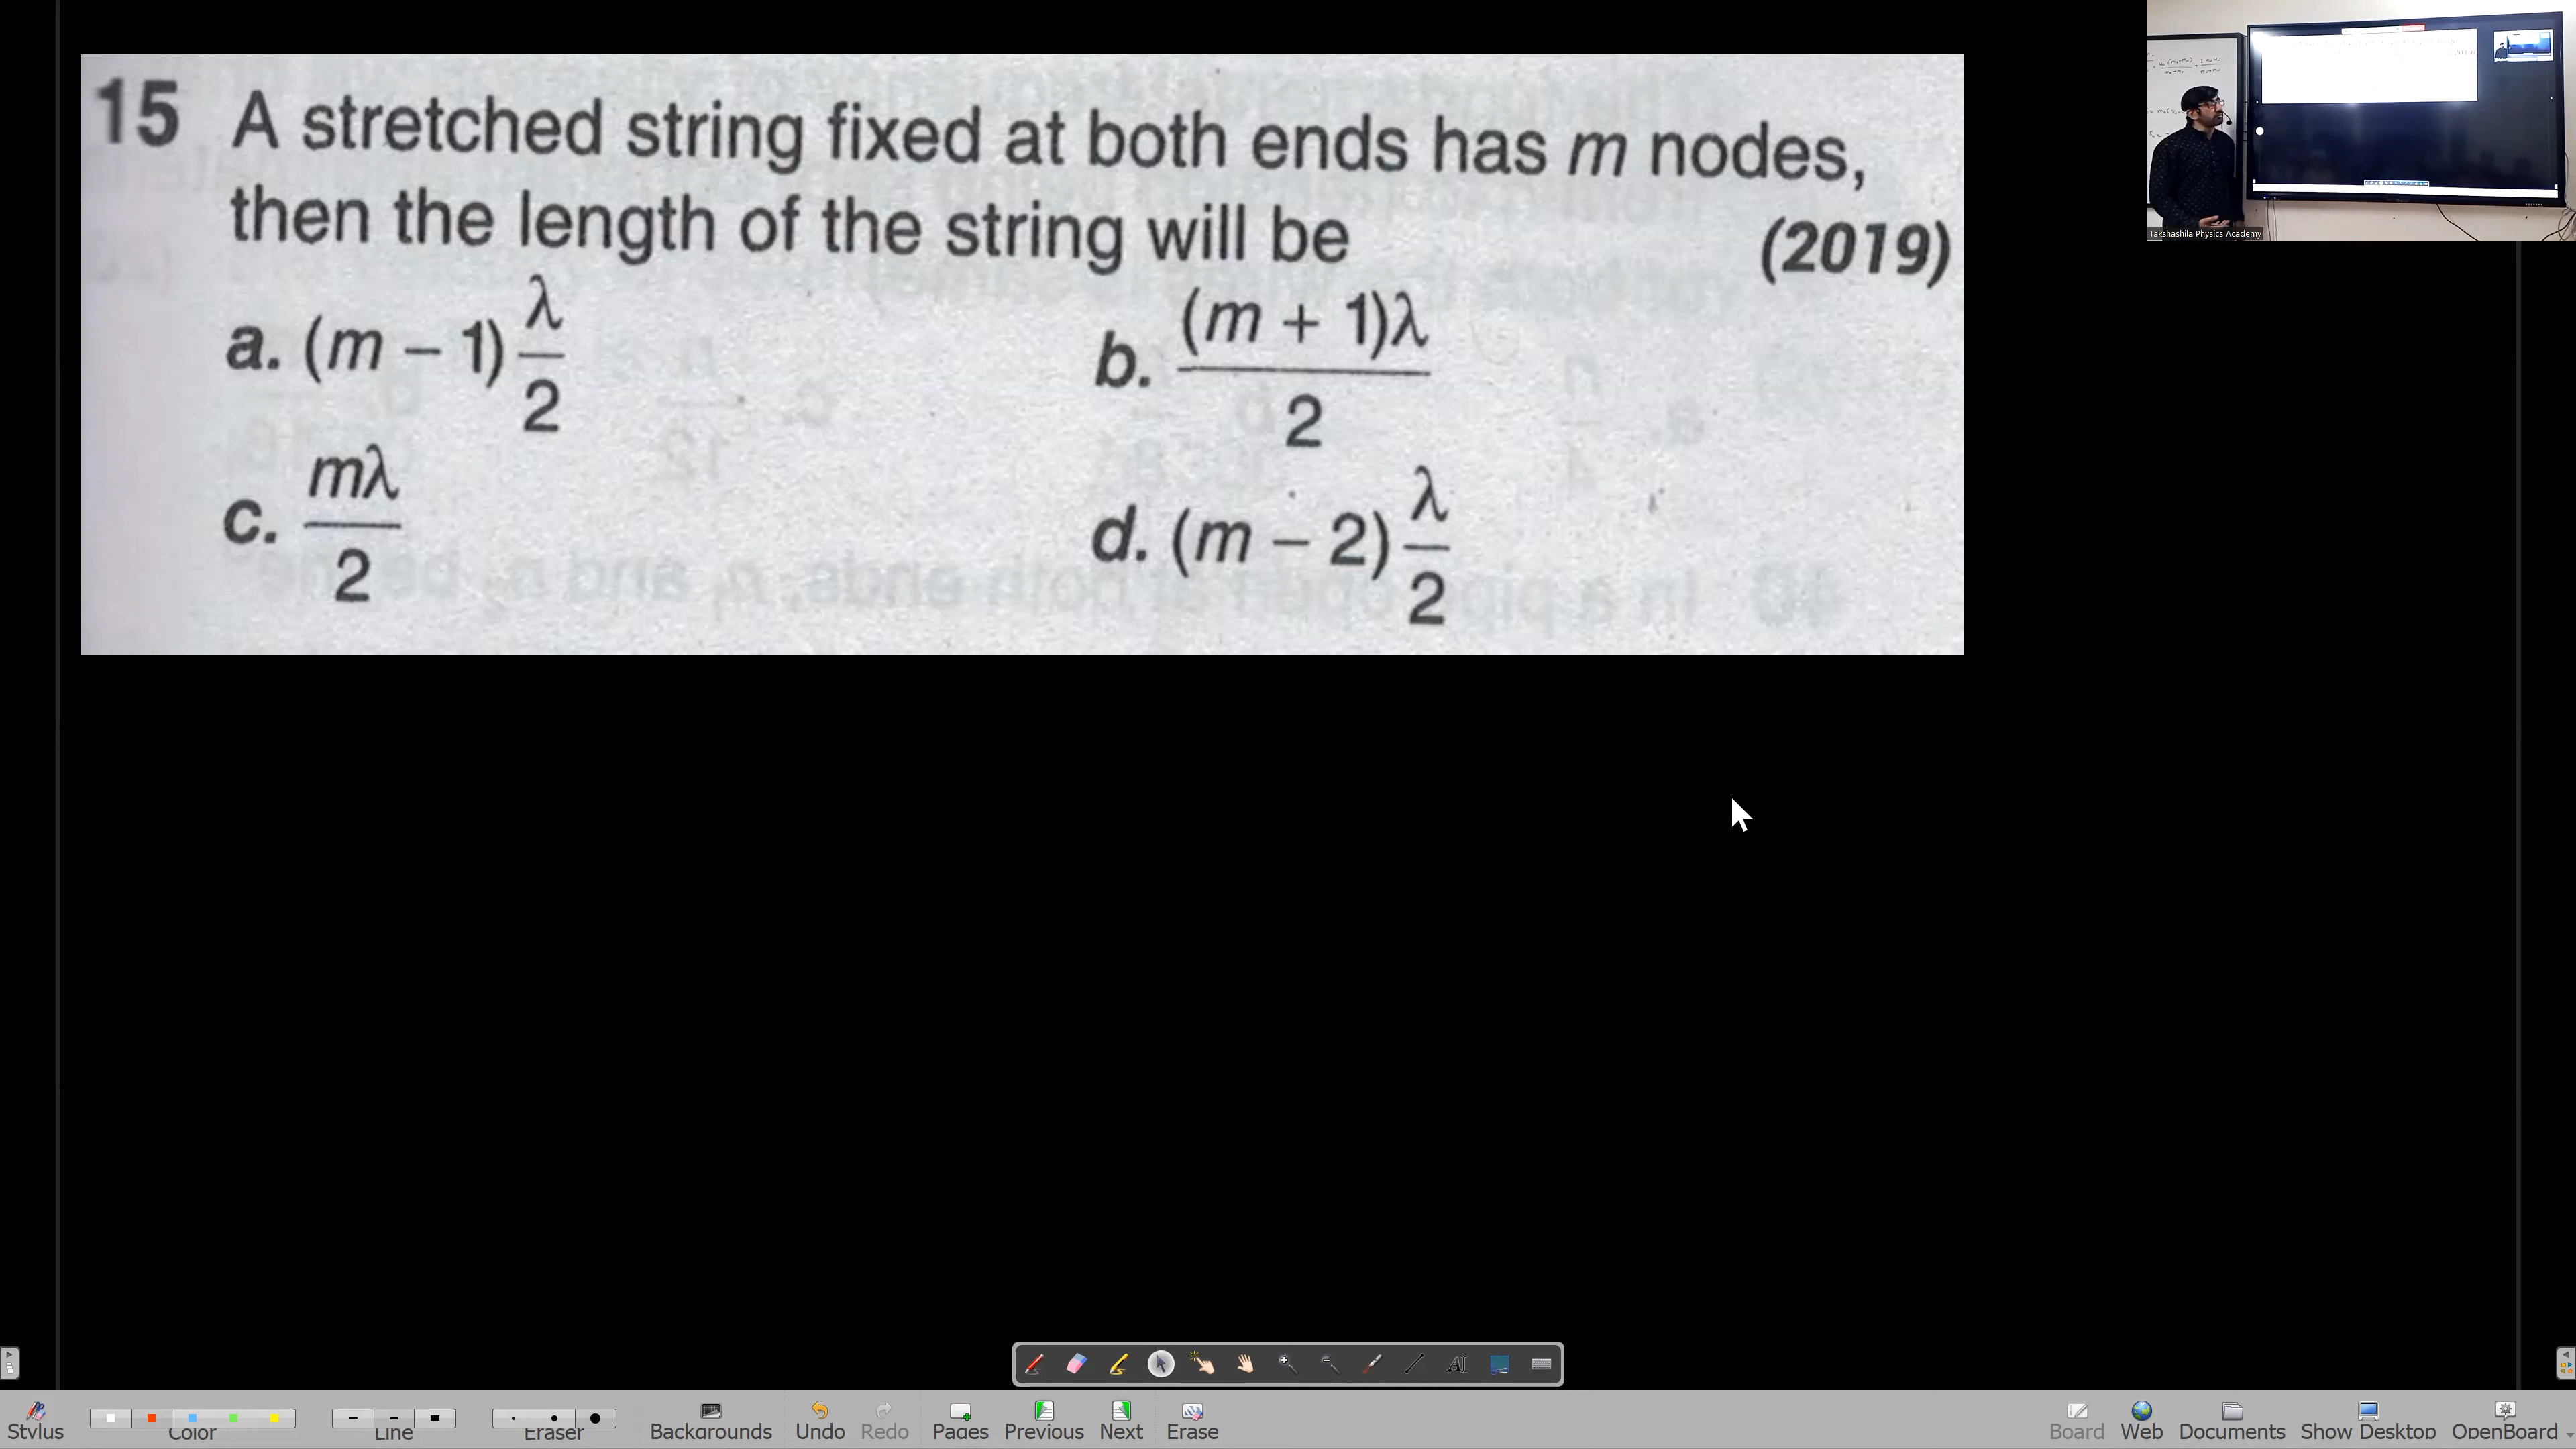 15 A stretched string fixed at both ends has m nodes,
then the length of the string will be (2019)
a. (m − 1) λ/2
b. (m + 1)λ/2
c. mλ/2
d. (m − 2) λ/2
Takshashila Physics Academy
Stylus Color Line Eraser Backgrounds Undo Redo Pages Previous Next Erase Board Web Documents Show Desktop OpenBoard